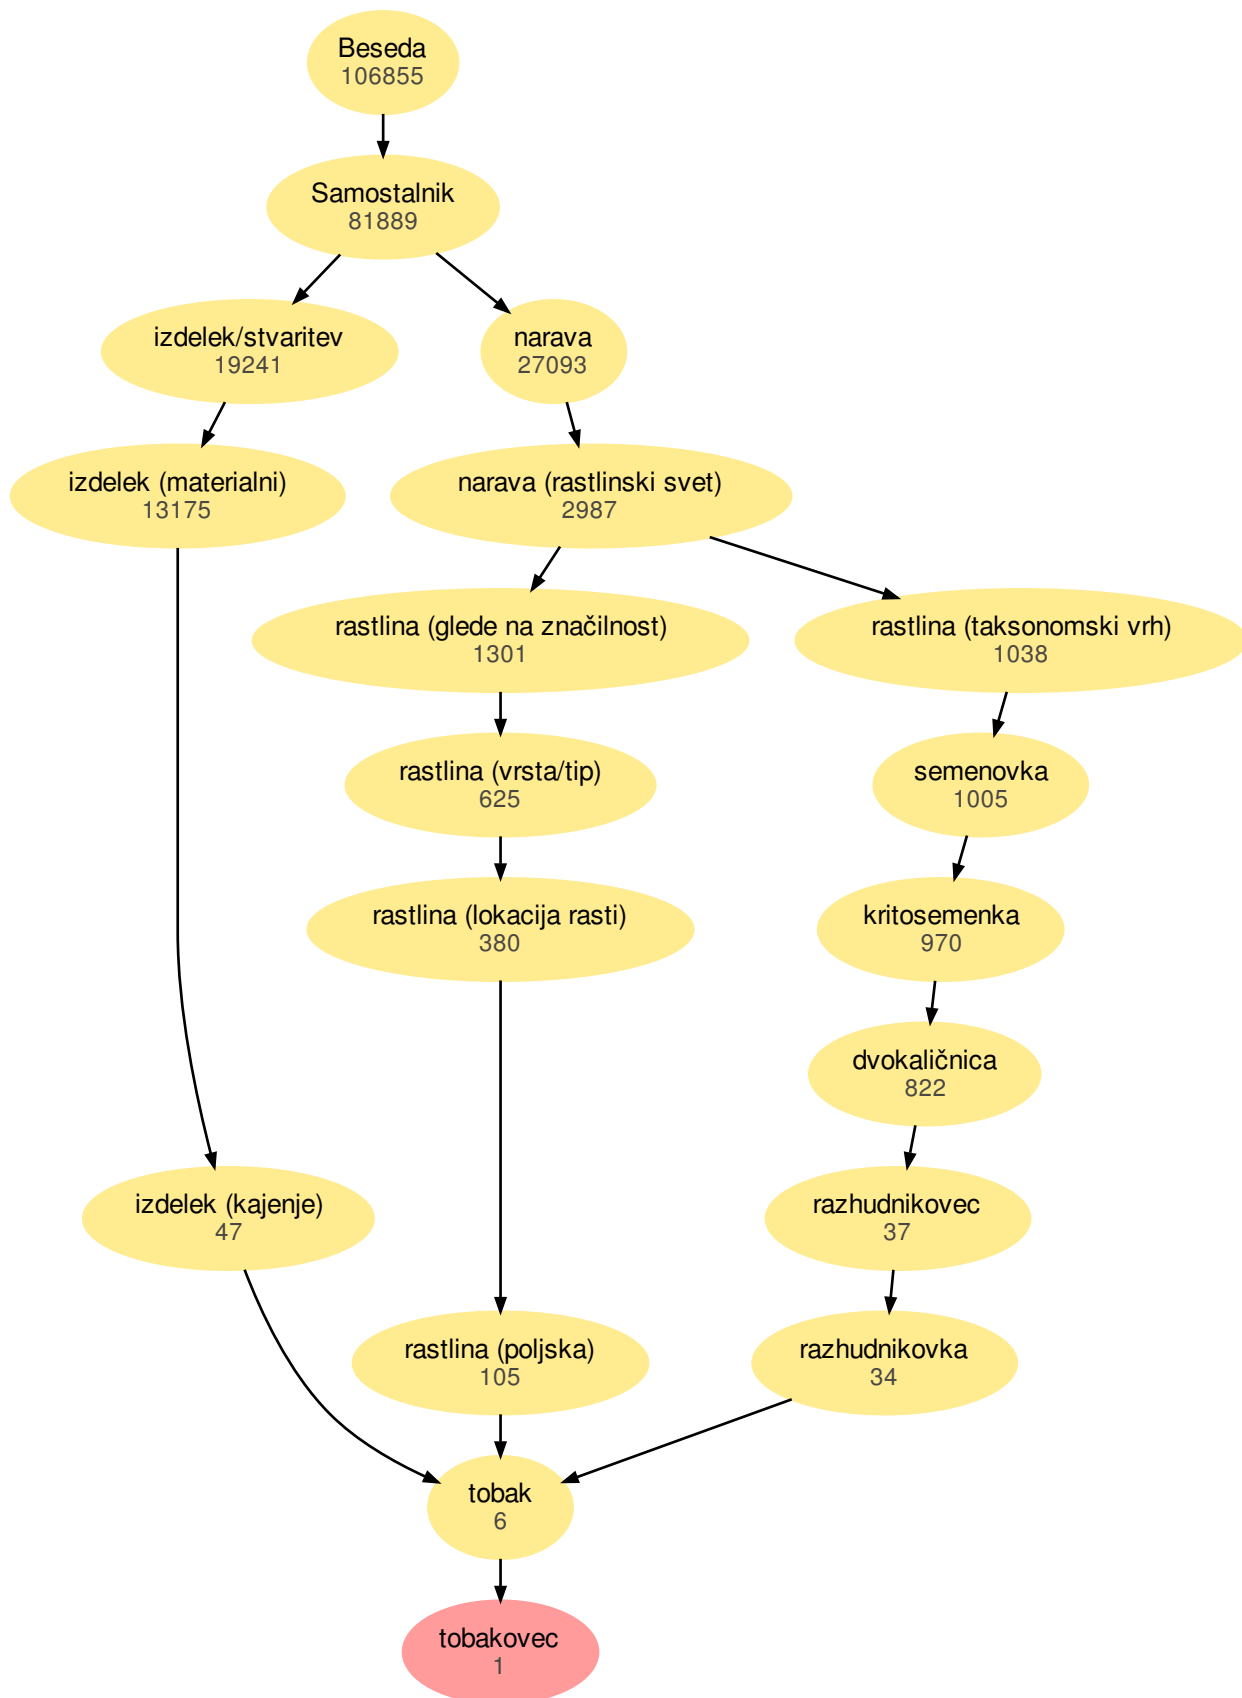 Beseda
106855
Samostalnik
81889
izdelek/stvaritev
19241
narava
27093
izdelek (materialni)
13175
narava (rastlinski svet)
2987
rastlina (glede na značilnost)
1301
rastlina (taksonomski vrh)
1038
rastlina (vrsta/tip)
625
semenovka
1005
rastlina (lokacija rasti)
380
kritosemenka
970
dvokaličnica
822
izdelek (kajenje)
47
razhudnikovec
37
rastlina (poljska)
105
razhudnikovka
34
tobak
6
tobakovec
1